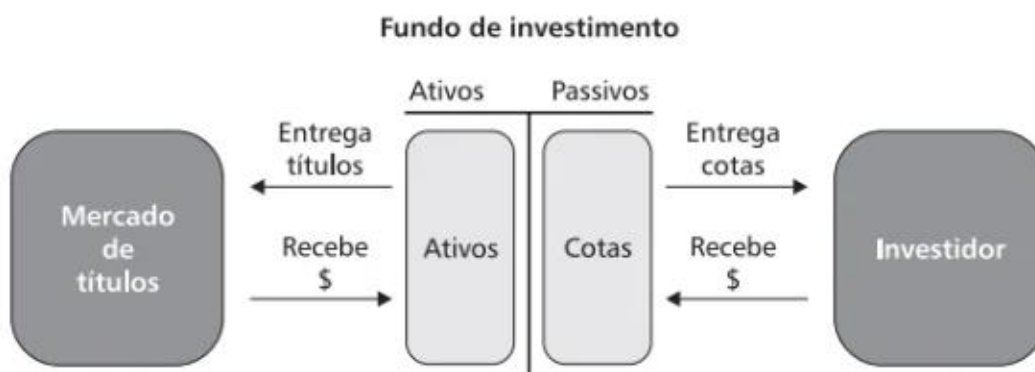 Fundo de investimento
Ativos
Passivos
Entrega
títulos
Entrega
cotas
Mercado
de
títulos
Recebe
$
Ativos
Cotas
Recebe
$
Investidor